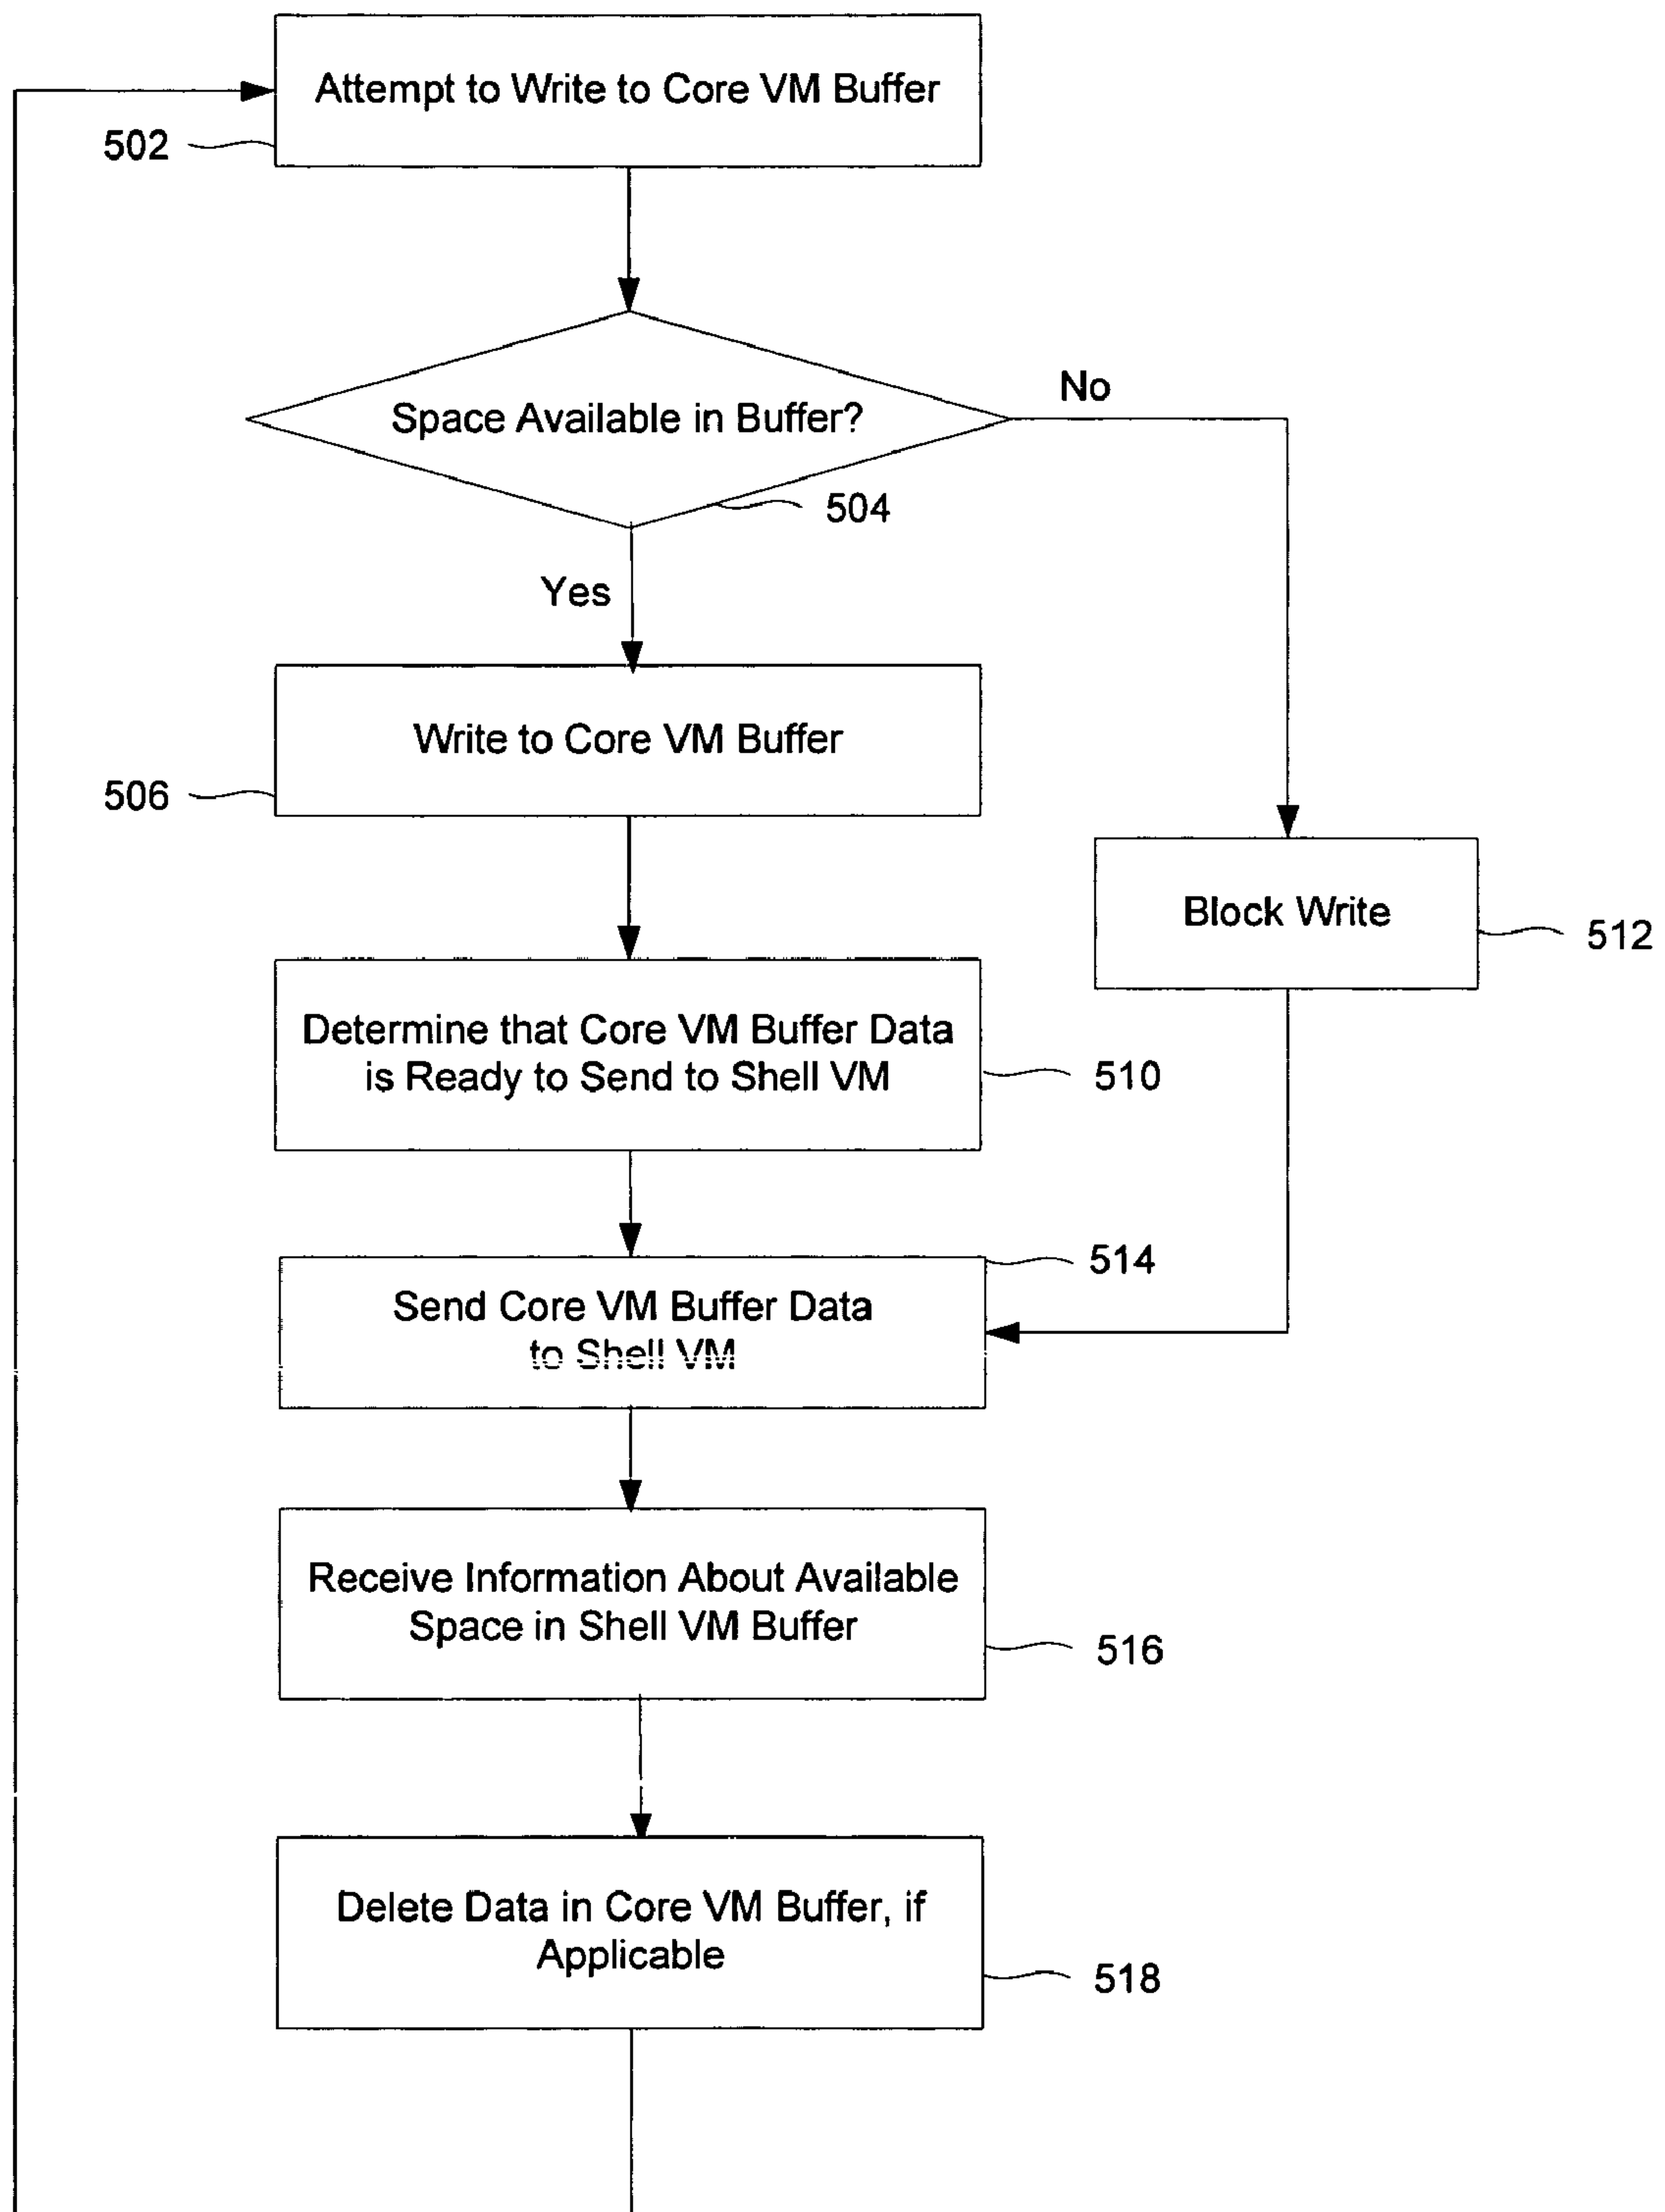 Attempt to Write to Core VM Buffer
502
Space Available in Buffer?
No
504
Yes
Write to Core VM Buffer
506
Block Write
512
Determine that Core VM Buffer Data
is Ready to Send to Shell VM
510
514
Send Core VM Buffer Data
to Shell VM
Receive Information About Available
Space in Shell VM Buffer
516
Delete Data in Core VM Buffer, if
Applicable
518